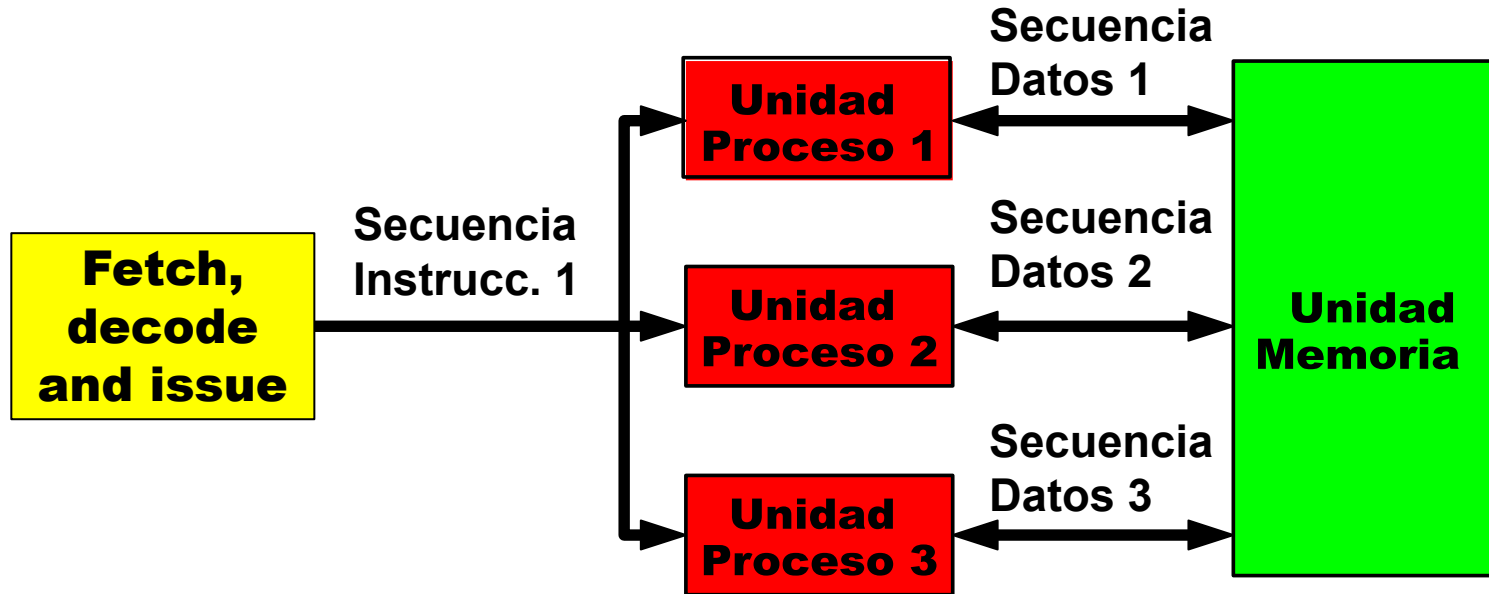 Fetch,
decode
and issue
Secuencia
Instrucc. 1
Unidad
Proceso 1
Unidad
Proceso 2
Unidad
Proceso 3
Secuencia
Datos 1
Secuencia
Datos 2
Secuencia
Datos 3
Unidad
Memoria